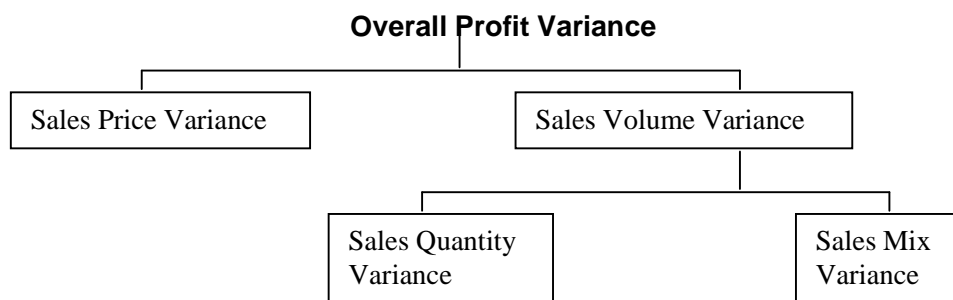 Overall Profit Variance
Sales Price Variance
Sales Volume Variance
Sales Quantity
Variance
Sales Mix
Variance